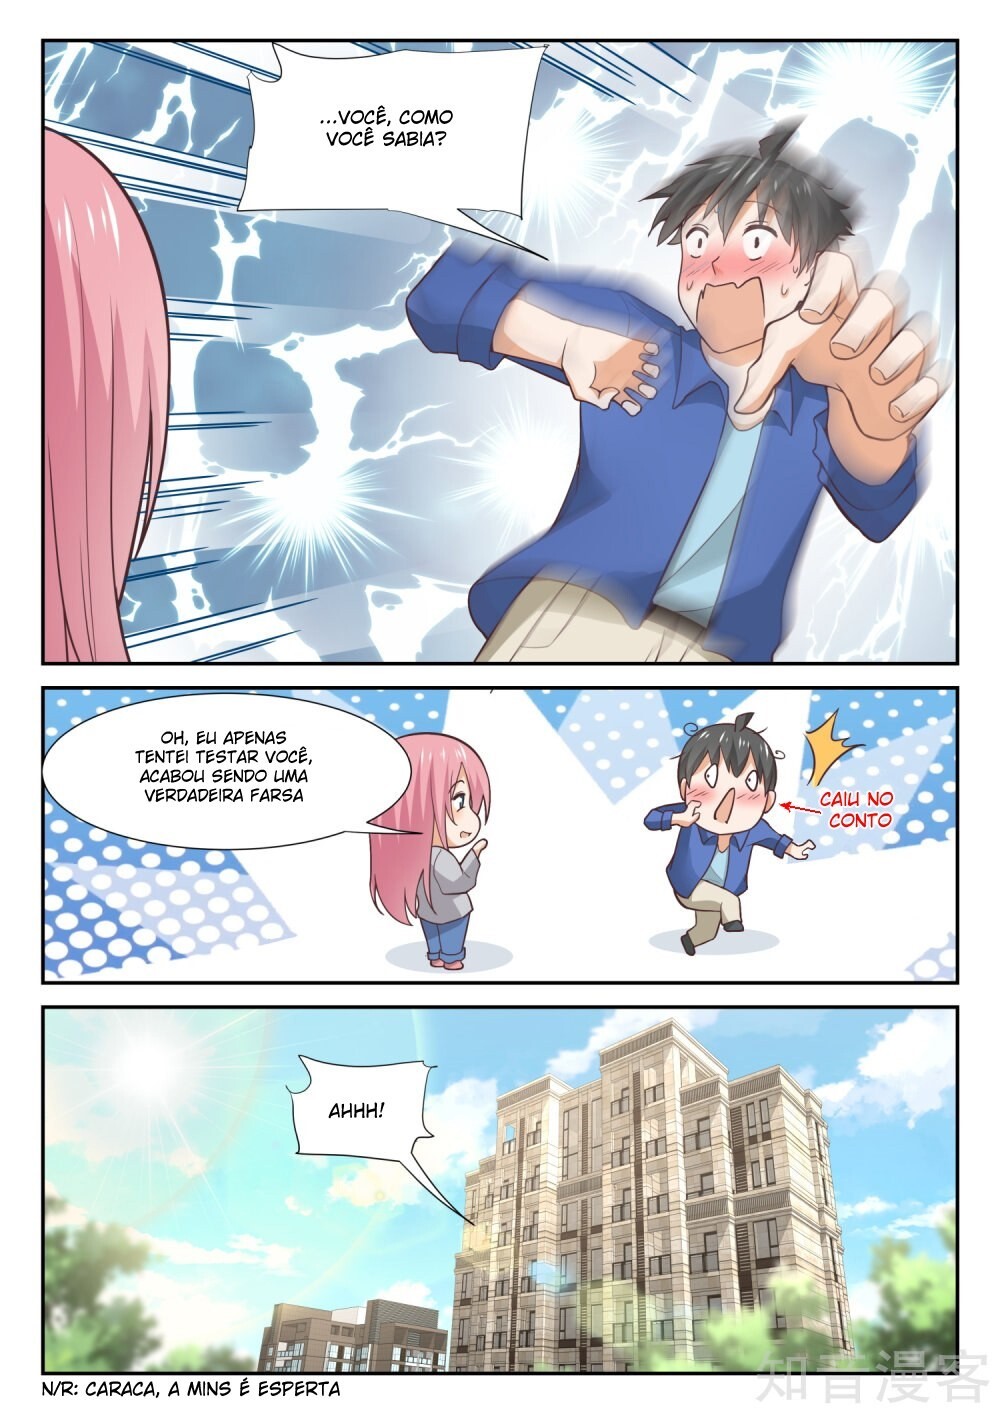 ...VOCÊ, COMO
VOCÊ SABIA?
OH, EU APENAS
TENTEI TESTAR VOCÊ,
ACABOU SENDO UMA
VERDADEIRA FARSA
CAIU NO
CONTO
AHHH!
知音漫客
N/R: CARACA, A MINS É ESPERTA